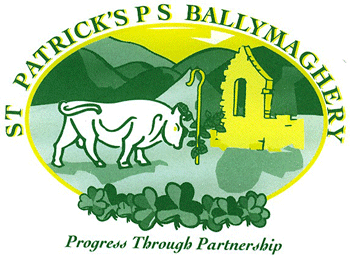 ST PATRICK'S P S BALLYMAGHERY
Progress Through Partnership